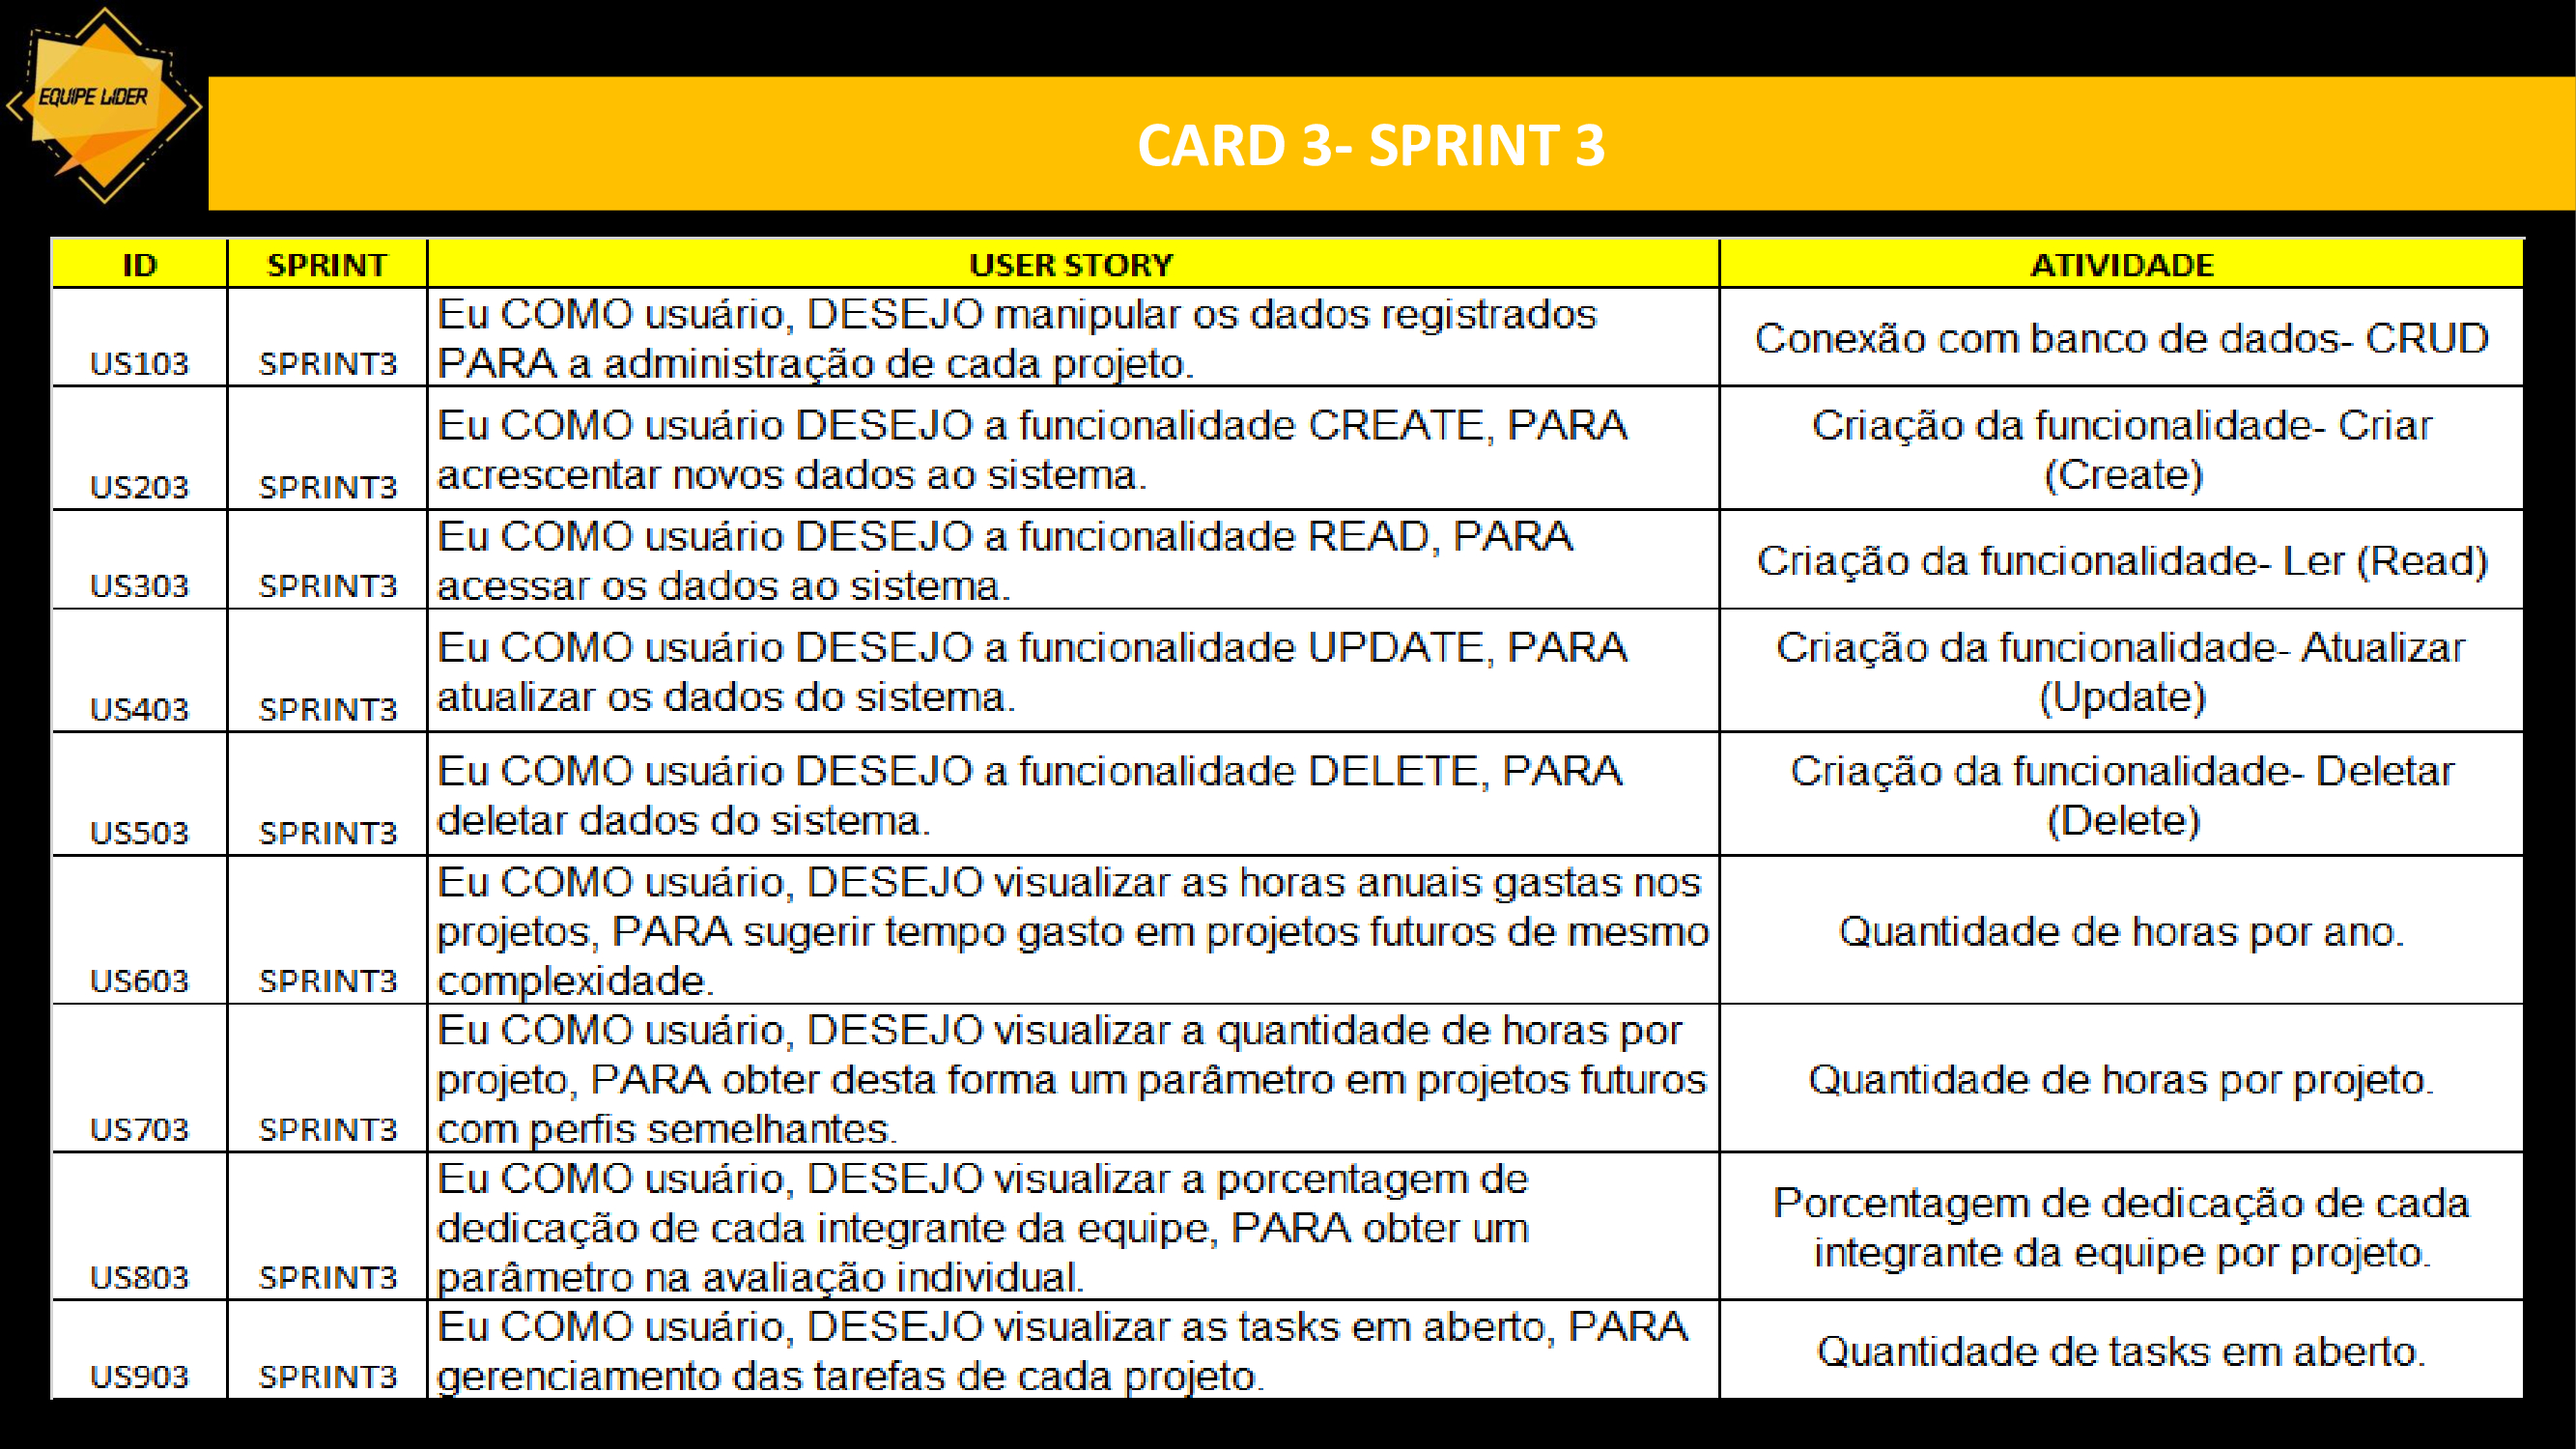 EQUIPE LIDER
CARD 3- SPRINT 3
ID SPRINT USER STORY ATIVIDADE
Eu COMO usuário, DESEJO manipular os dados registrados
PARA a administração de cada projeto.
US103 SPRINT3
Conexão com banco de dados- CRUD
Eu COMO usuário DESEJO a funcionalidade CREATE, PARA
acrescentar novos dados ao sistema.
US203 SPRINT3
Criação da funcionalidade- Criar
(Create)
Eu COMO usuário DESEJO a funcionalidade READ, PARA
acessar os dados ao sistema.
US303 SPRINT3
Criação da funcionalidade- Ler (Read)
Eu COMO usuário DESEJO a funcionalidade UPDATE, PARA
atualizar os dados do sistema.
US403 SPRINT3
Criação da funcionalidade- Atualizar
(Update)
Eu COMO usuário DESEJO a funcionalidade DELETE, PARA
deletar dados do sistema.
US503 SPRINT3
Criação da funcionalidade- Deletar
(Delete)
Eu COMO usuário, DESEJO visualizar as horas anuais gastas nos
projetos, PARA sugerir tempo gasto em projetos futuros de mesmo
complexidade.
US603 SPRINT3
Quantidade de horas por ano.
Eu COMO usuário, DESEJO visualizar a quantidade de horas por
projeto, PARA obter desta forma um parâmetro em projetos futuros
com perfis semelhantes.
US703 SPRINT3
Quantidade de horas por projeto.
Eu COMO usuário, DESEJO visualizar a porcentagem de
dedicação de cada integrante da equipe, PARA obter um
parâmetro na avaliação individual.
US803 SPRINT3
Porcentagem de dedicação de cada
integrante da equipe por projeto.
Eu COMO usuário, DESEJO visualizar as tasks em aberto, PARA
gerenciamento das tarefas de cada projeto.
US903 SPRINT3
Quantidade de tasks em aberto.